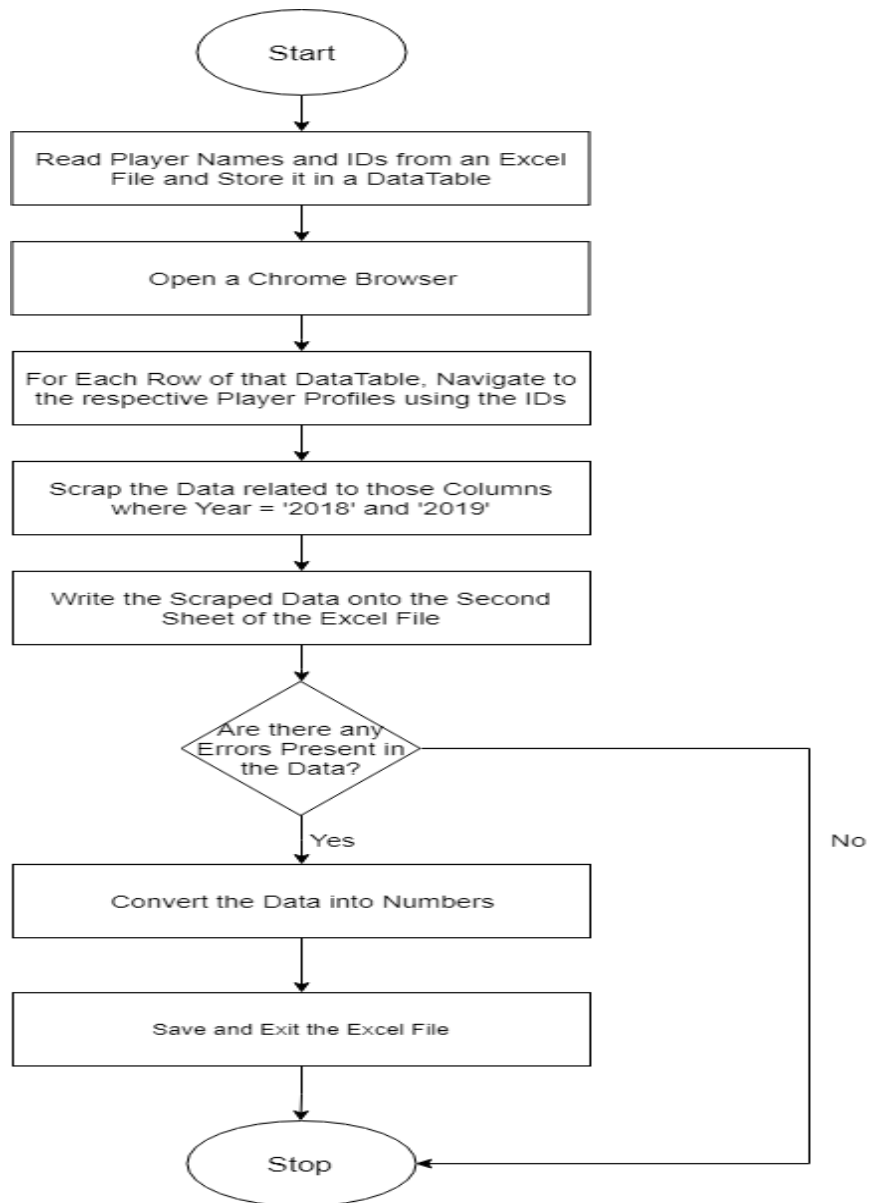 Start
Read Player Names and IDs from an Excel
File and Store it in a DataTable
Open a Chrome Browser
For Each Row of that DataTable, Navigate to
the respective Player Profiles using the IDs
Scrap the Data related to those Columns
where Year = '2018' and '2019'
Write the Scraped Data onto the Second
Sheet of the Excel File
Are there any
Errors Present in
the Data?
Yes
No
Convert the Data into Numbers
Save and Exit the Excel File
Stop